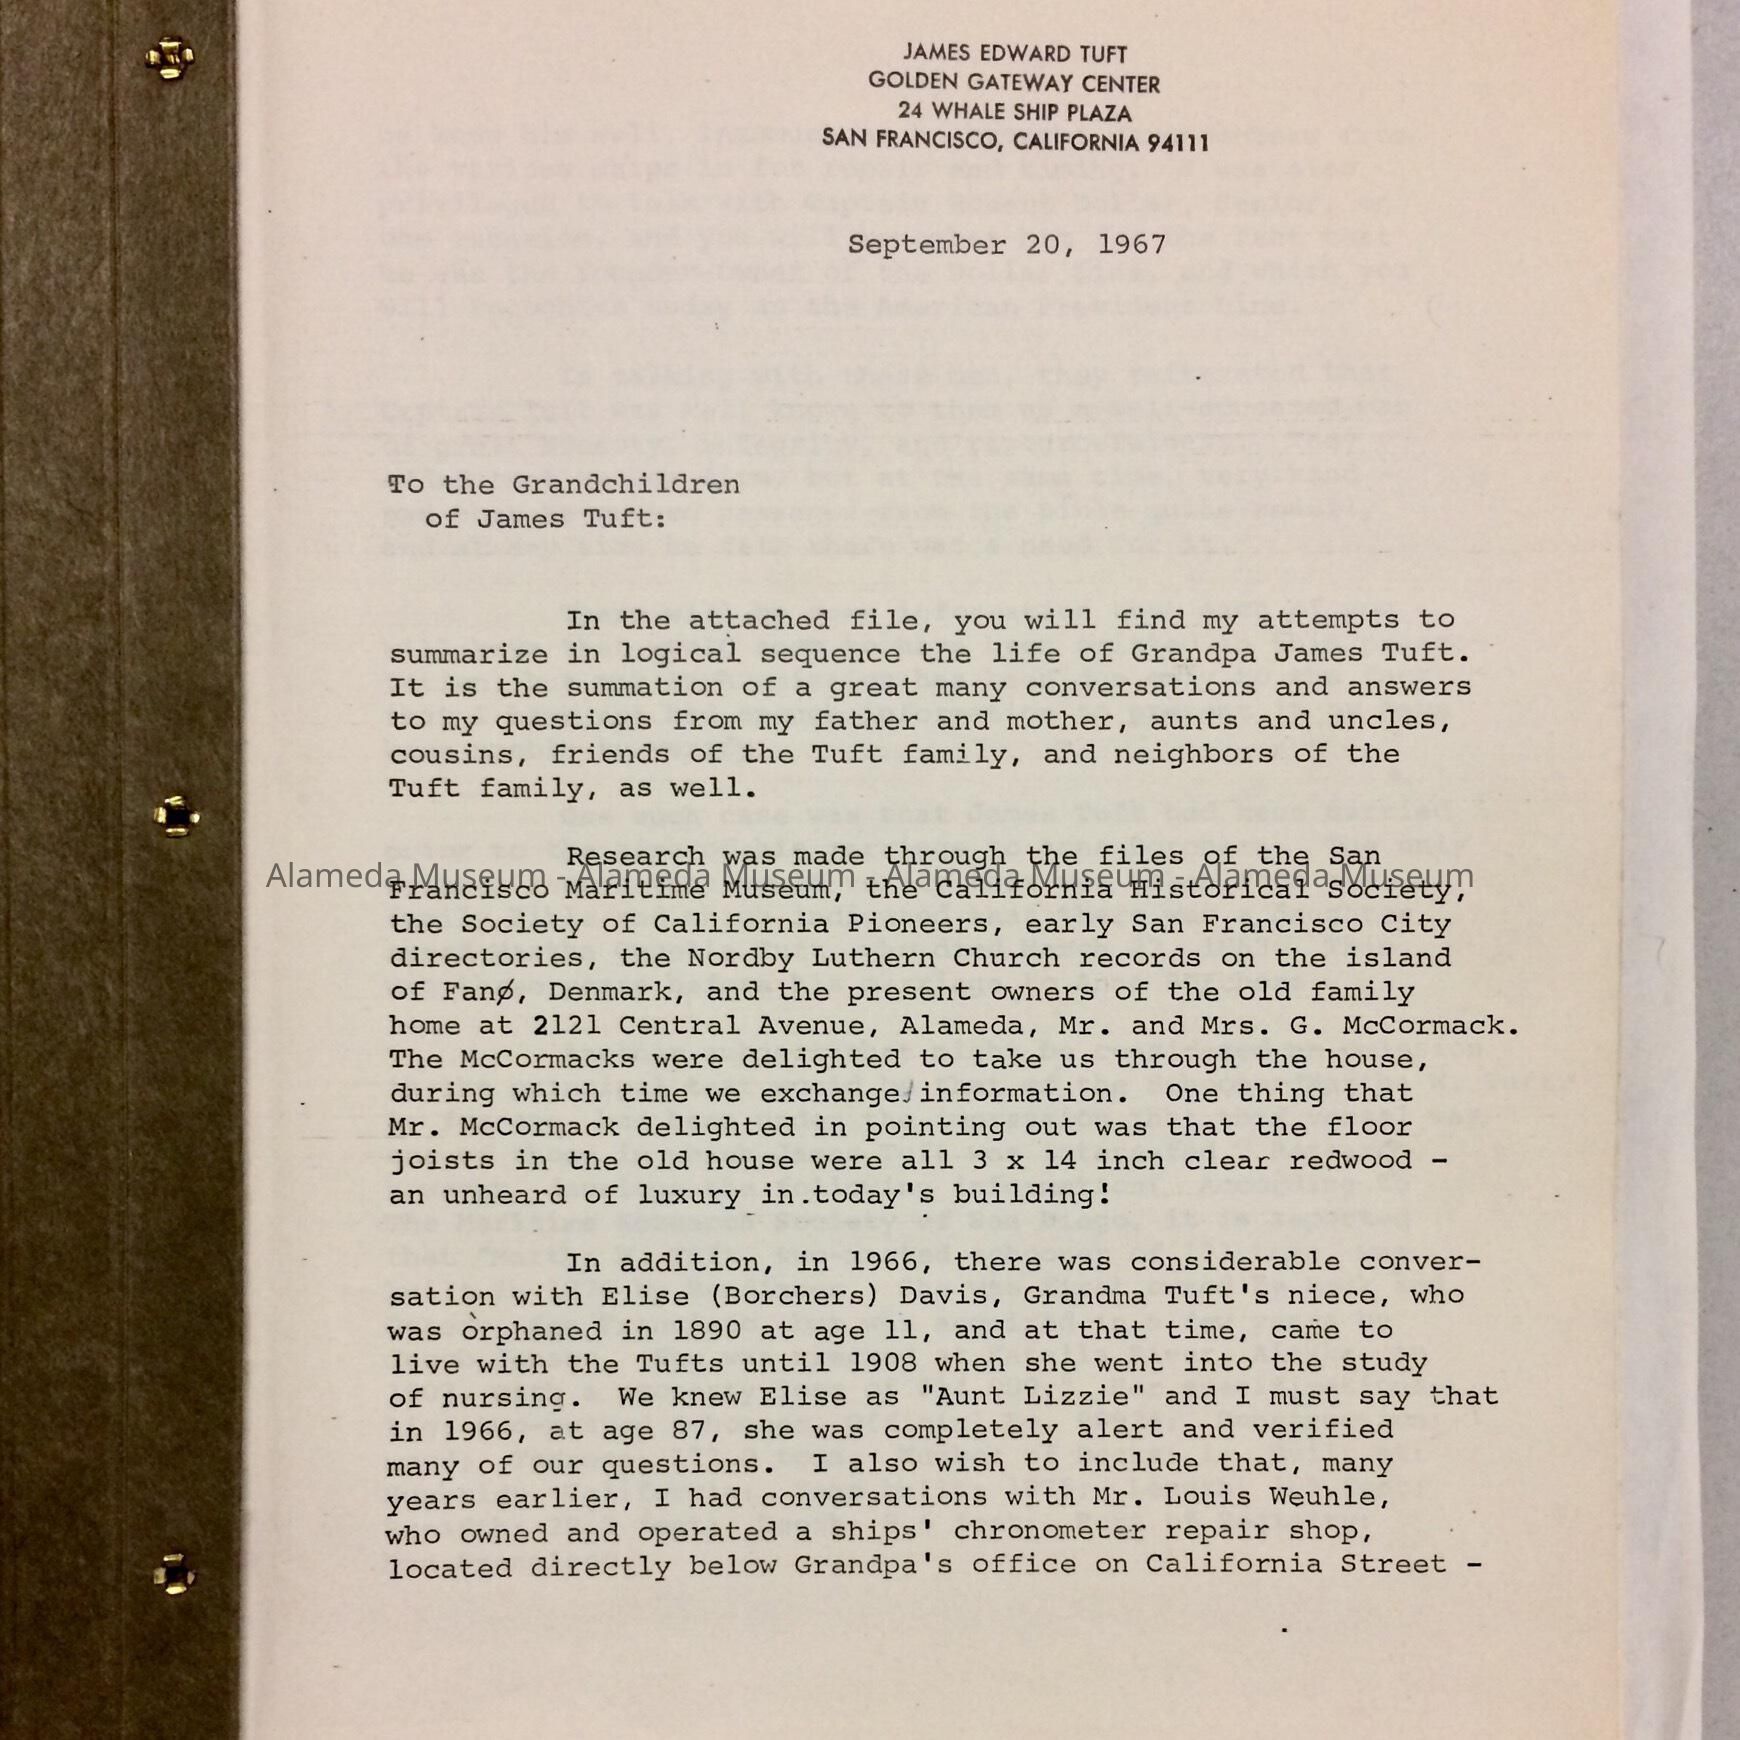 JAMES EDWARD TUFT
GOLDEN GATEWAY CENTER
24 WHALE SHIP PLAZA
SAN FRANCISCO, CALIFORNIA 94111
September 20, 1967
To the Grandchildren
of James Tuft:
In the attached file, you will find my attempts to
summarize in logical sequence the life of Grandpa James Tuft.
It is the summation of a great many conversations and answers
to my questions from my father and mother, aunts and uncles,
cousins, friends of the Tuft family, and neighbors of the
Tuft family, as well.
Research was made through the files of the San
Alameda Museum - Alameda Museum - Alameda Museum - Alameda Museum
Francisco Maritime Museum, the California Historical Society,
the Society of California Pioneers, early San Francisco City
directories, the Nordby Luthern Church records on the island
of Fanø, Denmark, and the present owners of the old family
home at 2121 Central Avenue, Alameda, Mr. and Mrs. G. McCormack.
The McCormacks were delighted to take us through the house,
during which time we exchange information.  One thing that
Mr. McCormack delighted in pointing out was that the floor
joists in the old house were all 3 x 14 inch clear redwood -
an unheard of luxury in today's building!
In addition, in 1966, there was considerable conver-
sation with Elise (Borchers) Davis, Grandma Tuft's niece, who
was orphaned in 1890 at age 11, and at that time, came to
live with the Tufts until 1908 when she went into the study
of nursing.  We knew Elise as "Aunt Lizzie" and I must say that
in 1966, at age 87, she was completely alert and verified
many of our questions.  I also wish to include that, many
years earlier, I had conversations with Mr. Louis Weuhle,
who owned and operated a ships' chronometer repair shop,
located directly below Grandpa's office on California Street -